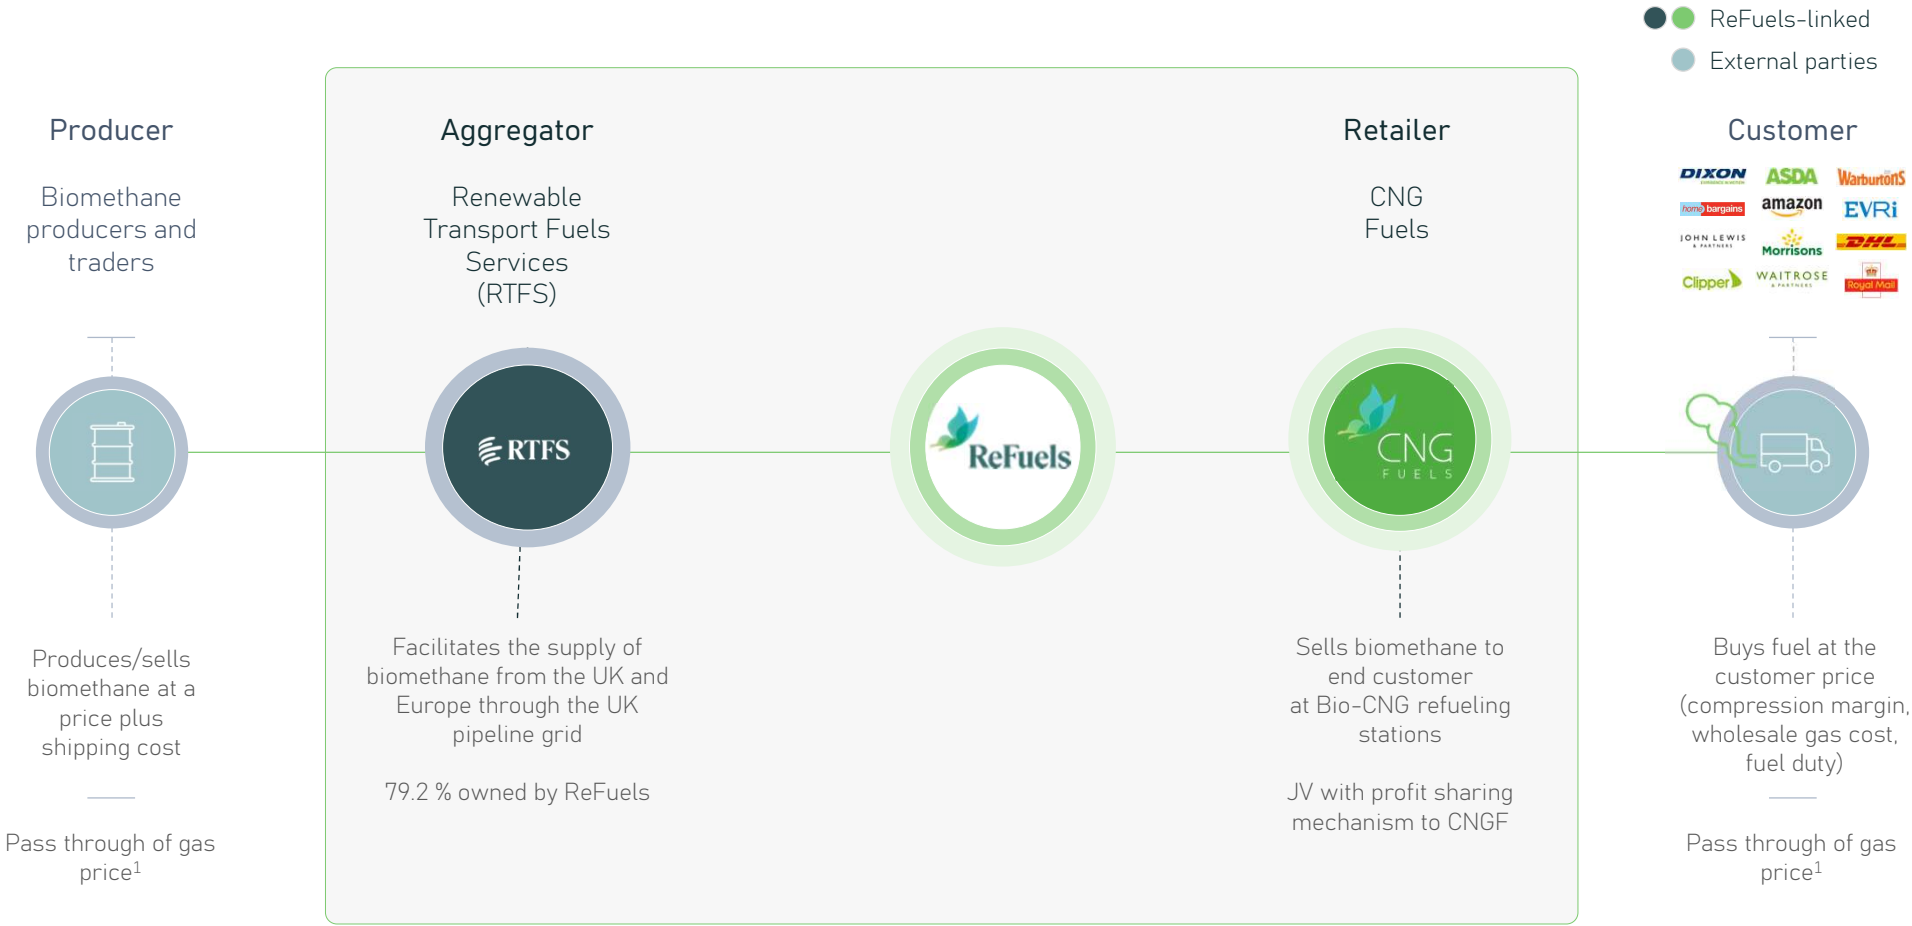 ReFuels-linked
External parties
Producer
Biomethane
producers and
traders
Produces/sells
biomethane at a
price plus
shipping cost
Pass through of gas
price1
Aggregator
Renewable
Transport Fuels
Services
(RTFS)
RTFS
Facilitates the supply of
biomethane from the UK and
Europe through the UK
pipeline grid
79.2 % owned by ReFuels
ReFuels
Retailer
CNG
Fuels
CNG
FUELS
Sells biomethane to
end customer
at Bio-CNG refueling
stations
JV with profit sharing
mechanism to CNGF
Customer
DIXON
ASDA
Warburtons
home bargains
amazon
EVRi
JOHN LEWIS
& PARTNERS
Morrisons
DHL
Clipper
WAITROSE
& PARTNERS
Royal Mail
Buys fuel at the
customer price
(compression margin,
wholesale gas cost,
fuel duty)
Pass through of gas
price1